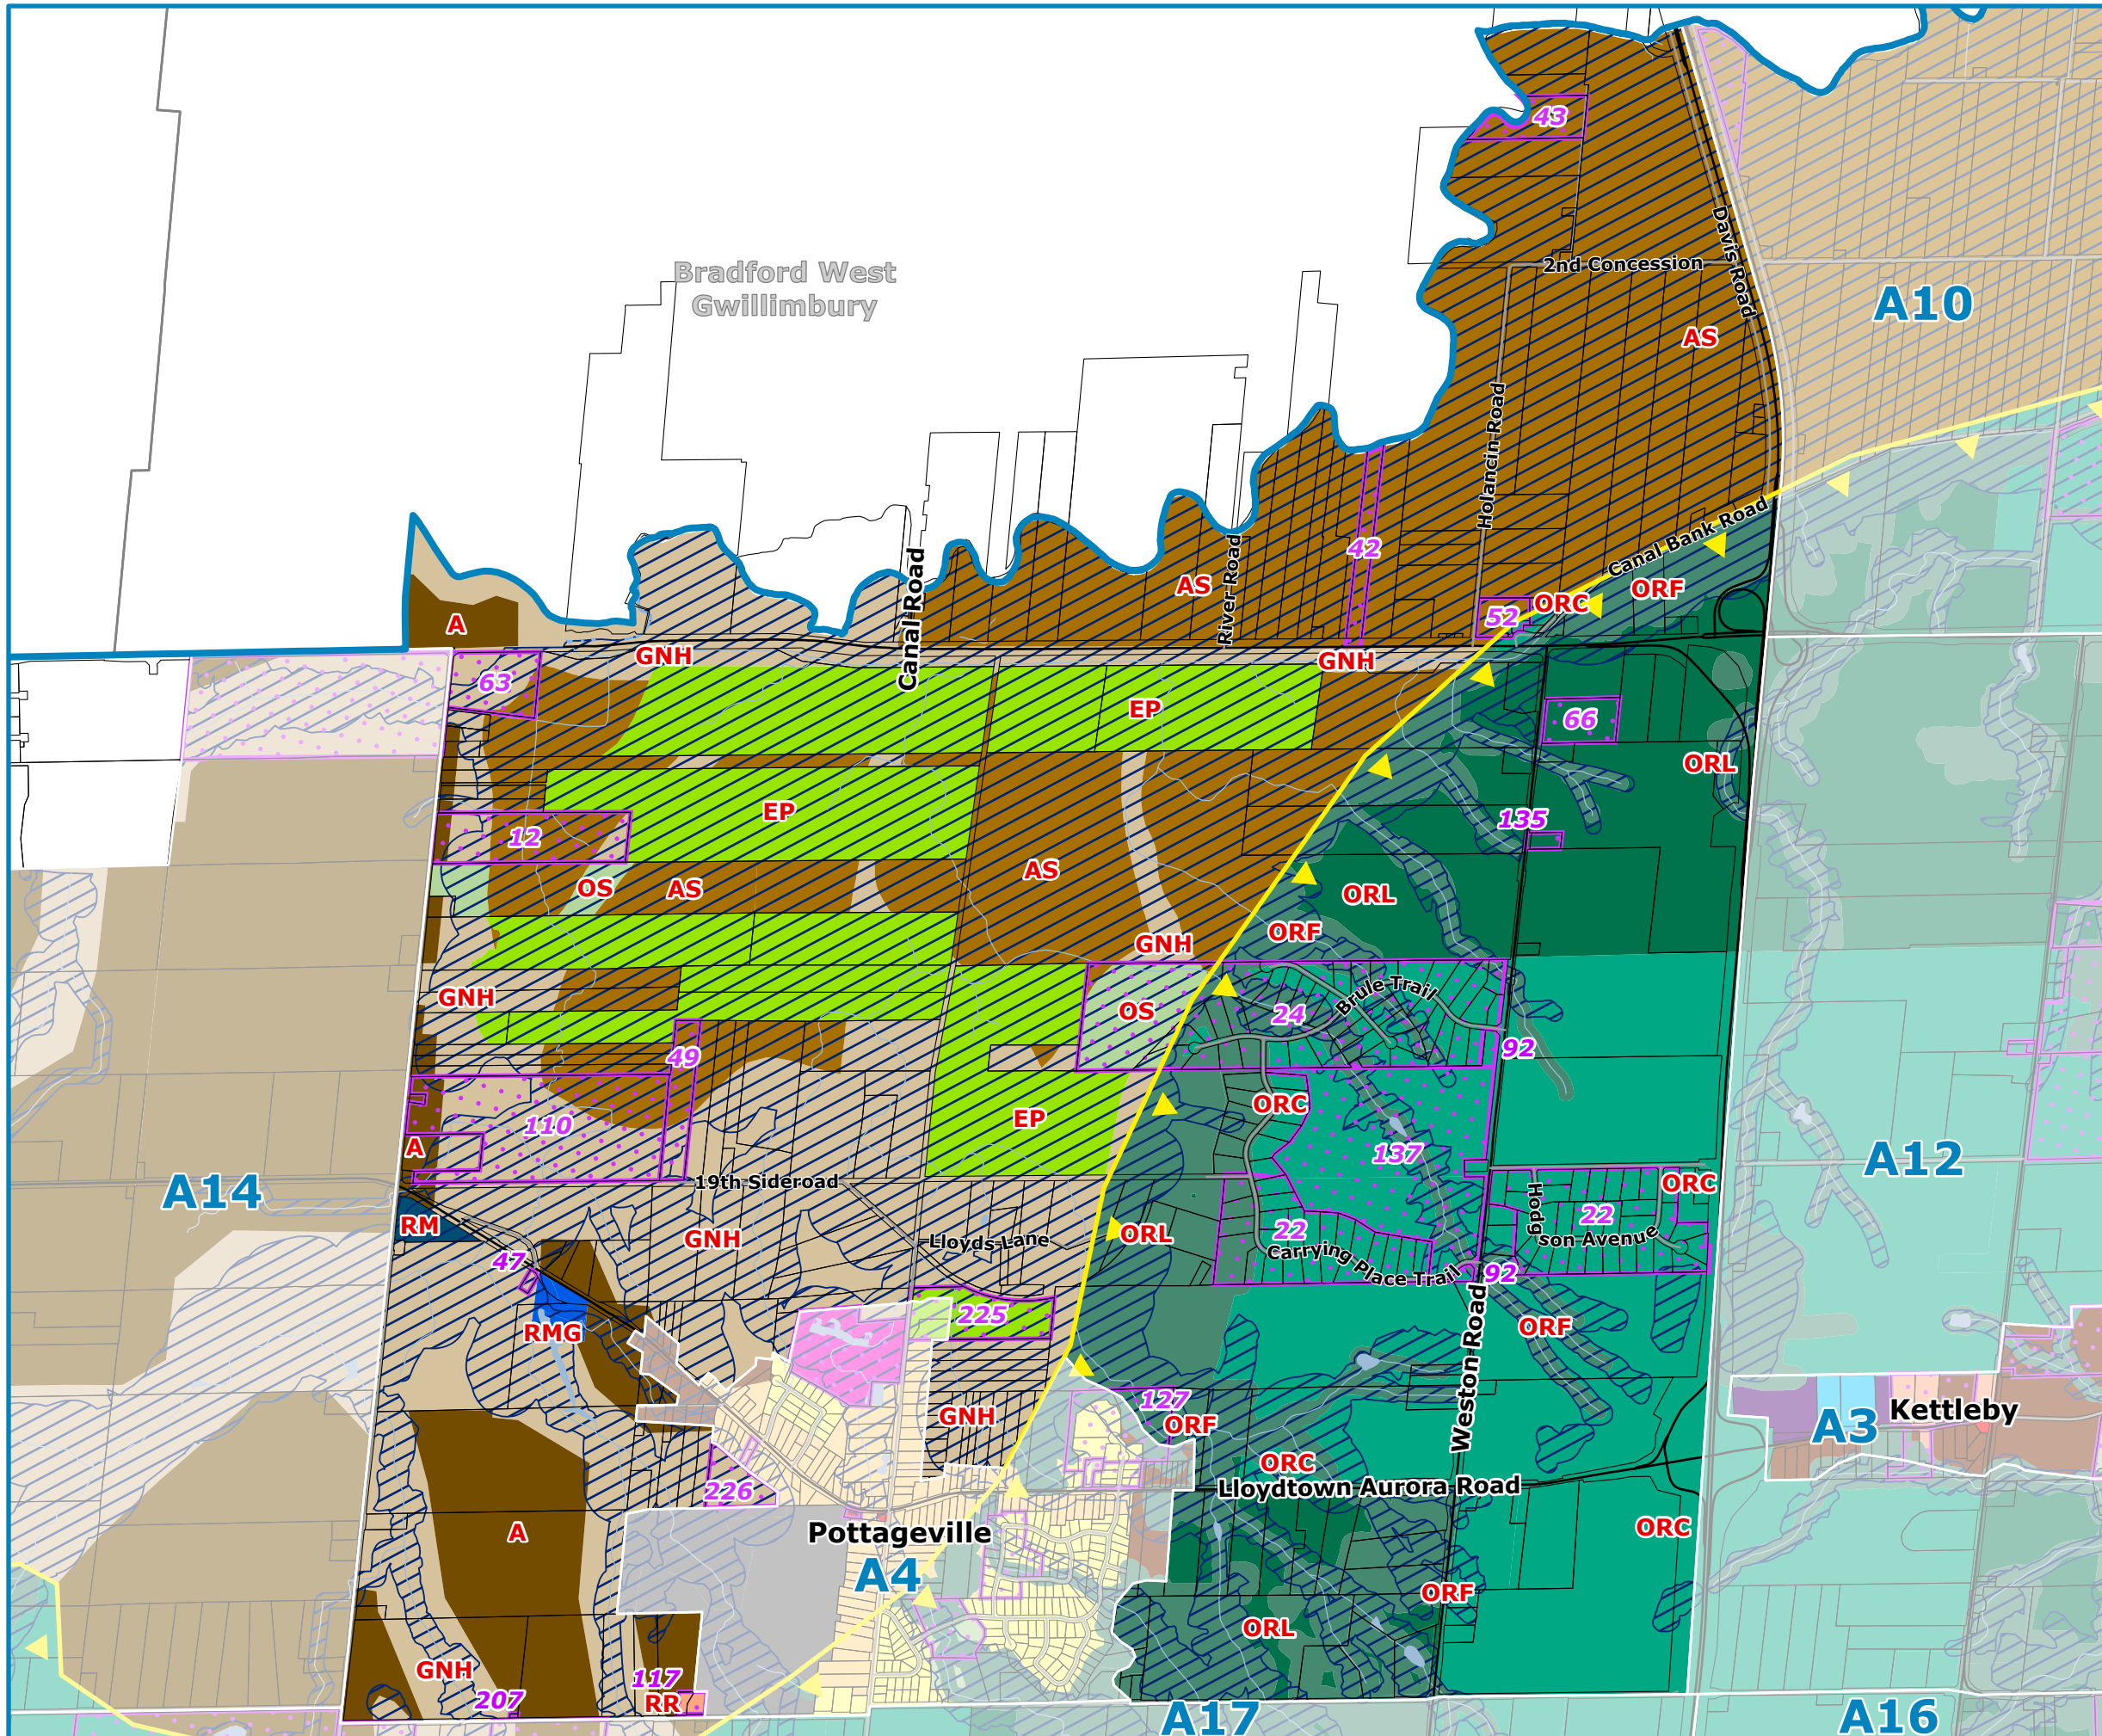 43
Bradford West
Gwillimbury
2nd Concession
Davis Road
A10
AS
Holancin Road
Canal Bank Road
42
AS
River Road
Canal Road
ORC
ORF
52
A
GNH
GNH
63
EP
66
ORL
EP
12
135
OS
AS
AS
ORL
ORF
GNH
GNH
OS
Brule Trail
24
92
49
EP
ORC
110
A
137
A12
A14
19th Sideroad
ORC
RM
GNH
Lloyds Lane
ORL
22
Carrying Place Trail
22
Hodgson Avenue
47
92
225
RMG
ORF
Weston Road
127
GNH
ORF
A3
Kettleby
ORC
226
Lloydtown Aurora Road
A
Pottageville
ORC
A4
ORF
ORL
GNH
117
207
RR
A17
A16